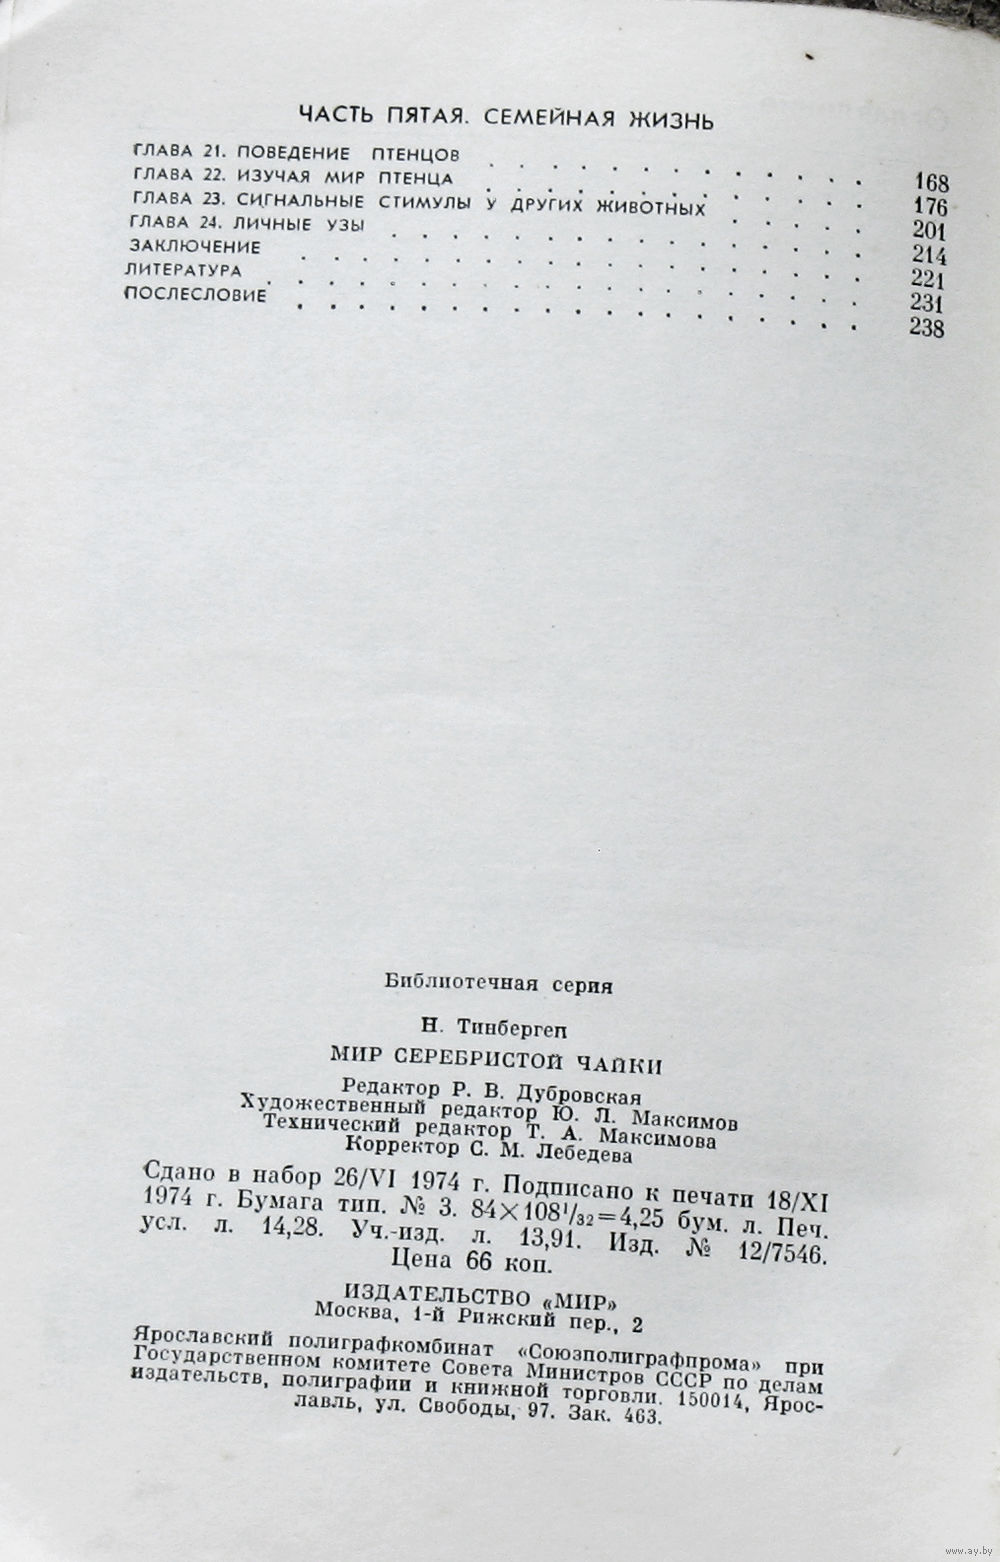 ЧАСТЬ ПЯТАЯ. СЕМЕЙНАЯ ЖИЗНЬ
ГЛАВА 21. ПОВЕДЕНИЕ ПТЕНЦОВ . . . . . . . . . . . . . 168
ГЛАВА 22. ИЗУЧАЯ МИР ПТЕНЦА . . . . . . . . . . . . . 176
ГЛАВА 23. СИГНАЛЬНЫЕ СТИМУЛЫ У ДРУГИХ ЖИВОТНЫХ . . . . . 201
ГЛАВА 24. ЛИЧНЫЕ УЗЫ . . . . . . . . . . . . . . . . 214
ЗАКЛЮЧЕНИЕ . . . . . . . . . . . . . . . . . . . 221
ЛИТЕРАТУРА . . . . . . . . . . . . . . . . . . . . 231
ПОСЛЕСЛОВИЕ . . . . . . . . . . . . . . . . . . . 238
Библиотечная серия
Н. Тинберген
МИР СЕРЕБРИСТОЙ ЧАЙКИ
Редактор Р. В. Дубровская
Художественный редактор Ю. Л. Максимов
Технический редактор Т. А. Максимова
Корректор С. М. Лебедева
Сдано в набор 26/VI 1974 г. Подписано к печати 18/XI
1974 г. Бумага тип. № 3. 84×108 1/32=4,25 бум. л. Печ.
усл. л. 14,28. Уч.-изд. л. 13,91. Изд. № 12/7546.
Цена 66 коп.
ИЗДАТЕЛЬСТВО «МИР»
Москва, 1-й Рижский пер., 2
Ярославский полиграфкомбинат «Союзполиграфпрома» при
Государственном комитете Совета Министров СССР по делам
издательств, полиграфии и книжной торговли. 150014, Ярос-
лавль, ул. Свободы, 97. Зак. 463.
www.ay.by